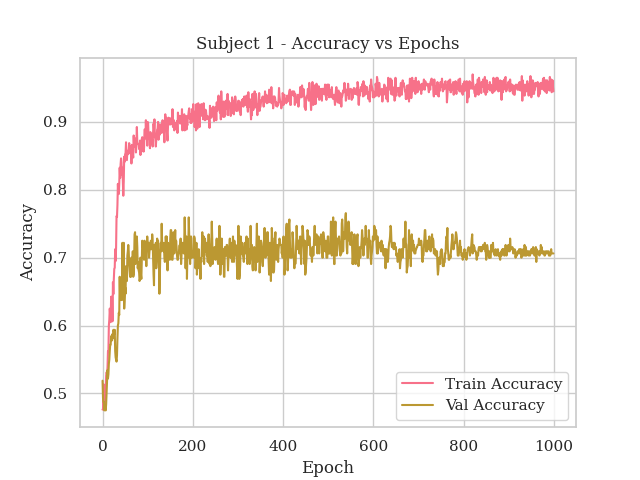 Subject 1 - Accuracy vs Epochs
Accuracy
0.9
0.8
0.7
0.6
0.5
Train Accuracy
Val Accuracy
0 200 400 600 800 1000
Epoch